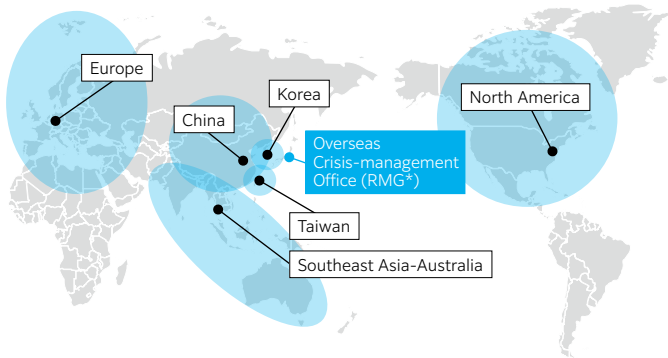 Europe
Korea
China
North America
Overseas
Crisis-management
Office (RMG*)
Taiwan
Southeast Asia-Australia